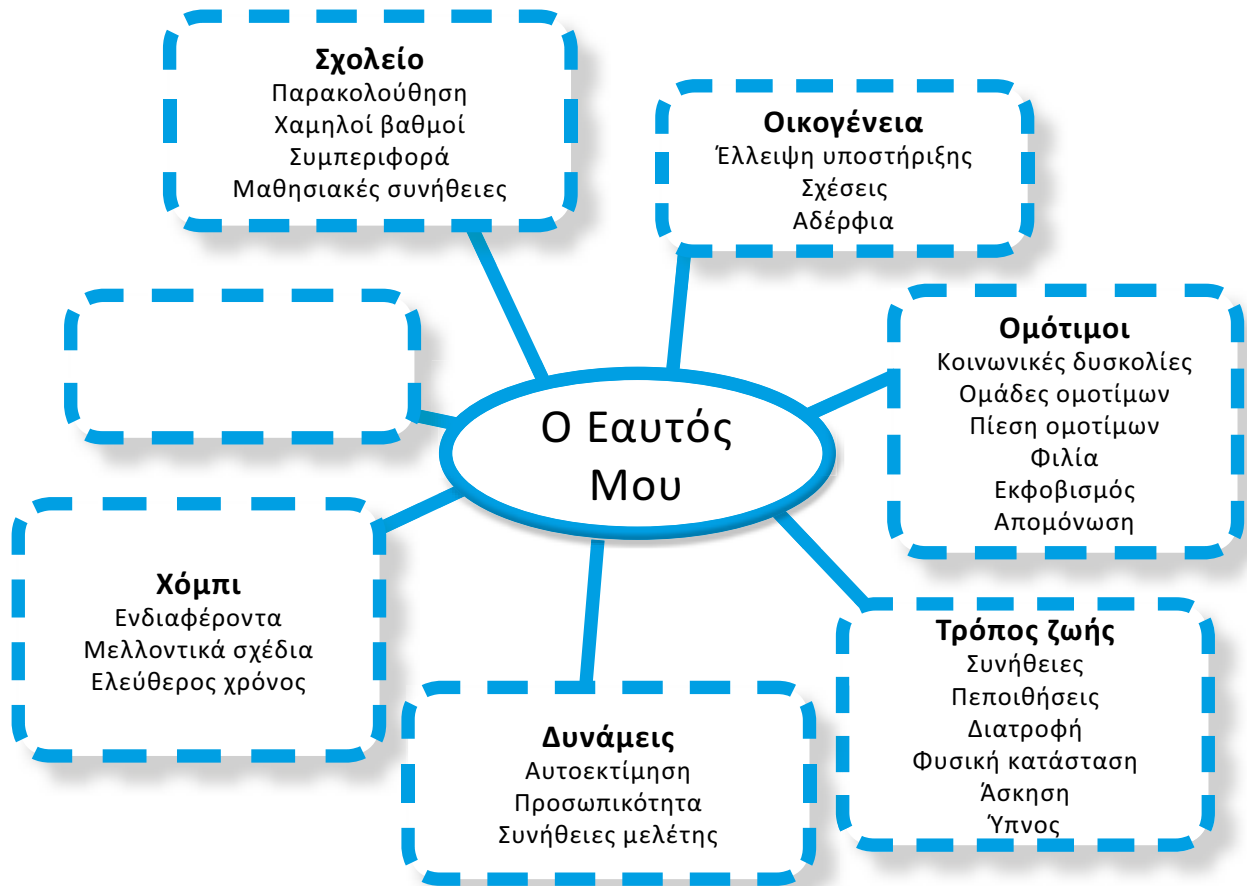 Σχολείο
Παρακολούθηση
Χαμηλοί βαθμοί
Συμπεριφορά
Μαθησιακές συνήθειες
Οικογένεια
Έλλειψη υποστήριξης
Σχέσεις
Αδέρφια
Ομότιμοι
Κοινωνικές δυσκολίες
Ομάδες ομοτίμων
Πίεση ομοτίμων
Φιλία
Εκφοβισμός
Απομόνωση
Ο Εαυτός
Μου
Χόμπι
Ενδιαφέροντα
Μελλοντικά σχέδια
Ελεύθερος χρόνος
Δυνάμεις
Αυτοεκτίμηση
Προσωπικότητα
Συνήθειες μελέτης
Τρόπος ζωής
Συνήθειες
Πεποιθήσεις
Διατροφή
Φυσική κατάσταση
Άσκηση
Ύπνος